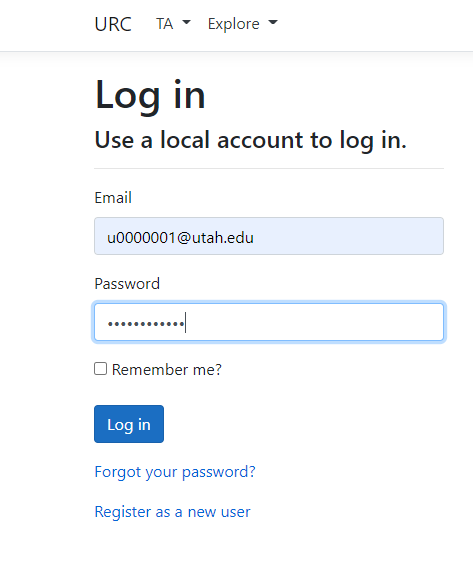 URC TA Explore
Log in
Use a local account to log in.
Email
u0000001@utah.edu
Password
••••••••••••
Remember me?
Log in
Forgot your password?
Register as a new user